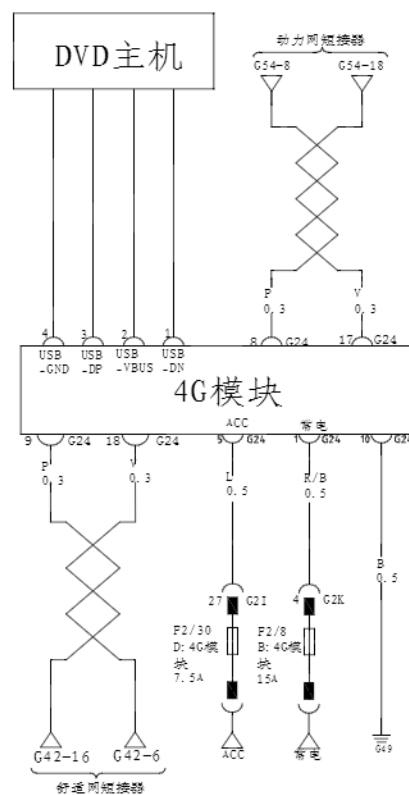 DVD主机
动力网短接器
G54-8
G54-18
P
0.3
V
0.3
4
3
2
1
8
G24
17
G24
USB
-GND
USB
-DP
USB
-VBUS
USB
-DN
4G模块
ACC
常电
9
G24
18
G24
5
G24
1
G24
10
G24
P
0.3
V
0.3
L
0.5
R/B
0.5
B
0.5
27
G2I
4
G2K
F2/30
D:4G模
块
7.5A
F2/8
B:4G模
块
15A
G42-16
G42-6
ACC
常电
G49
舒适网短接器